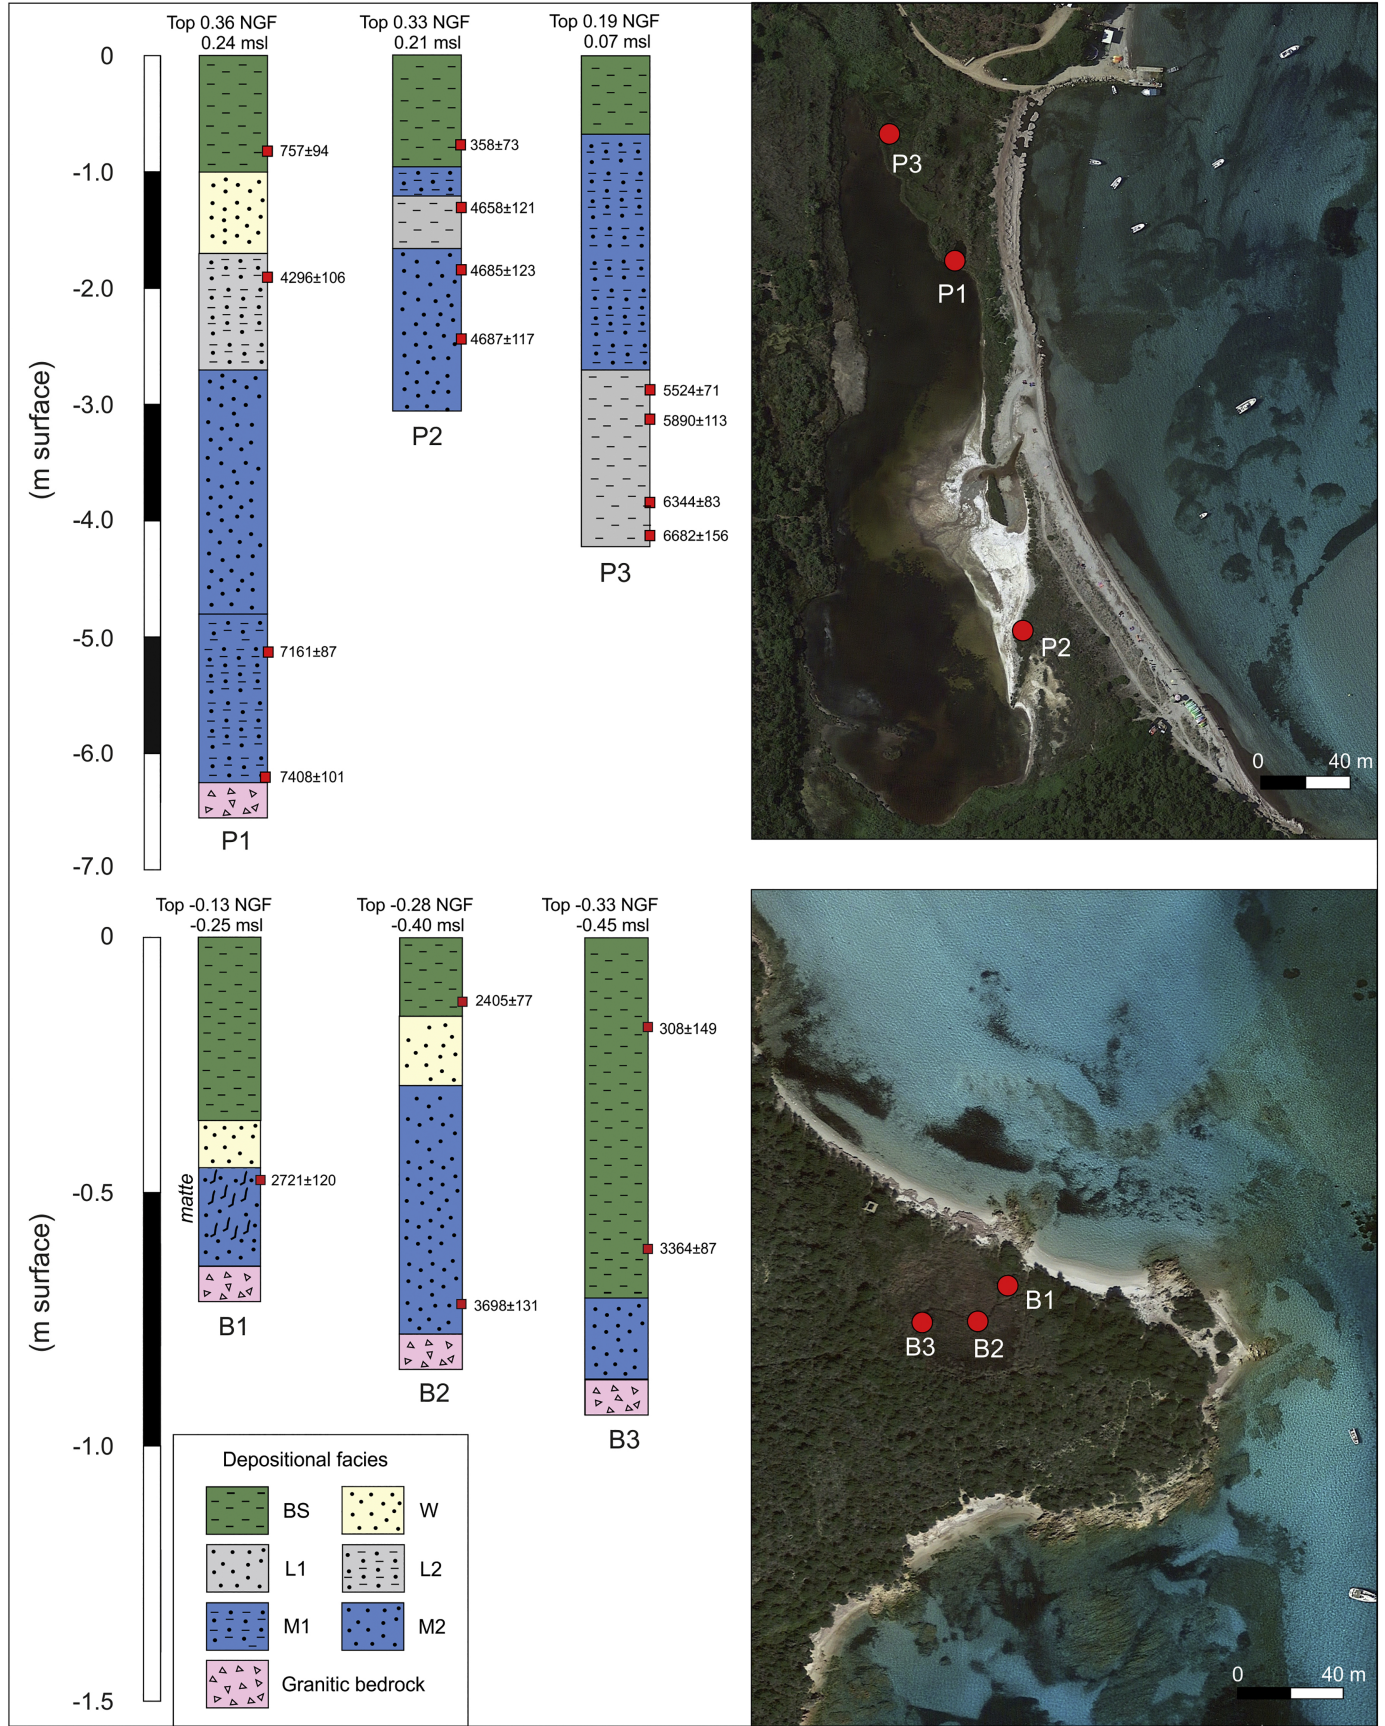 Top 0.36 NGF
0.24 msl
Top 0.33 NGF
0.21 msl
Top 0.19 NGF
0.07 msl
0
-1.0
-2.0
-3.0
-4.0
-5.0
-6.0
-7.0
(m surface)
757±94
4296±106
7161±87
7408±101
P1
358±73
4658±121
4685±123
4687±117
P2
5524±71
5890±113
6344±83
6682±156
P3
P3
P1
P2
0 40 m
Top -0.13 NGF
-0.25 msl
Top -0.28 NGF
-0.40 msl
Top -0.33 NGF
-0.45 msl
0
-0.5
-1.0
-1.5
(m surface)
matte
2721±120
B1
2405±77
3698±131
B2
308±149
3364±87
B3
Depositional facies
BS W
L1 L2
M1 M2
Granitic bedrock
B1
B3 B2
0 40 m